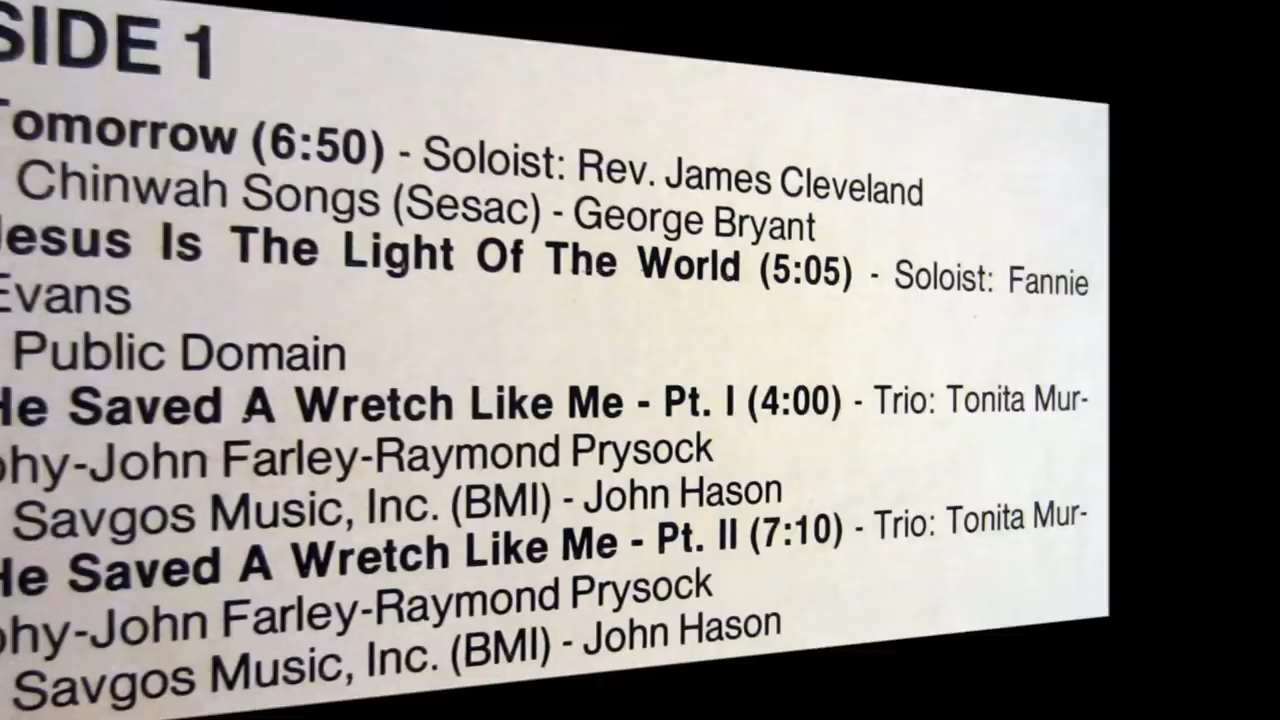 SIDE 1
Tomorrow (6:50) - Soloist: Rev. James Cleveland
Chinwah Songs (Sesac) - George Bryant
Jesus Is The Light Of The World (5:05) - Soloist: Fannie
Evans
Public Domain
He Saved A Wretch Like Me - Pt. I (4:00) - Trio: Tonita Mur-
phy-John Farley-Raymond Prysock
Savgos Music, Inc. (BMI) - John Hason
He Saved A Wretch Like Me - Pt. II (7:10) - Trio: Tonita Mur-
phy-John Farley-Raymond Prysock
Savgos Music, Inc. (BMI) - John Hason